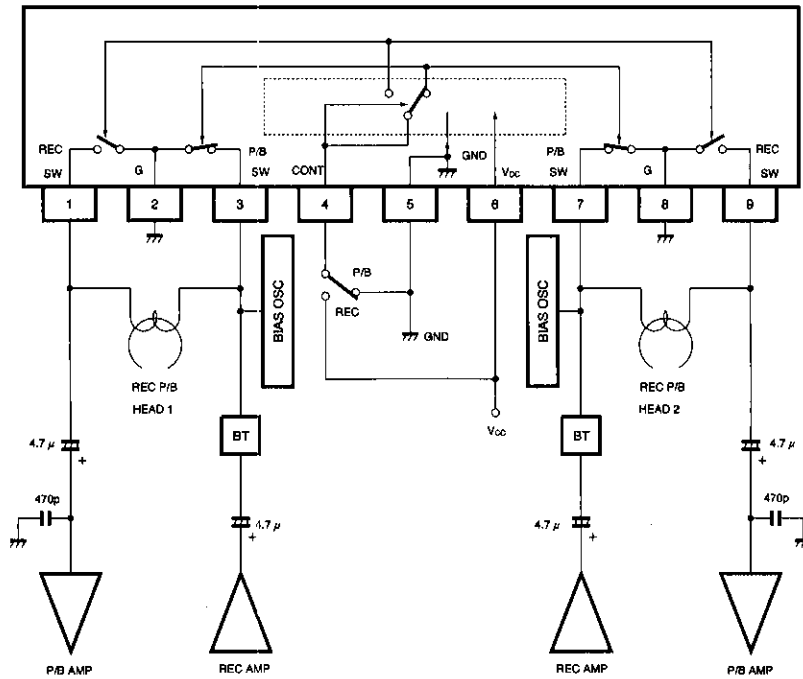 REC
SW
G
P/B
SW
CONT
GND
VDC
P/B
SW
G
REC
SW
1
2
3
4
5
6
7
8
9
P/B
REC
GND
BIAS OSC
BIAS OSC
REC P/B
HEAD 1
REC P/B
HEAD 2
VCC
BT
BT
4.7 μ
+
4.7 μ
+
470p
470p
4.7 μ
+
4.7 μ
+
P/B AMP
REC AMP
REC AMP
P/B AMP